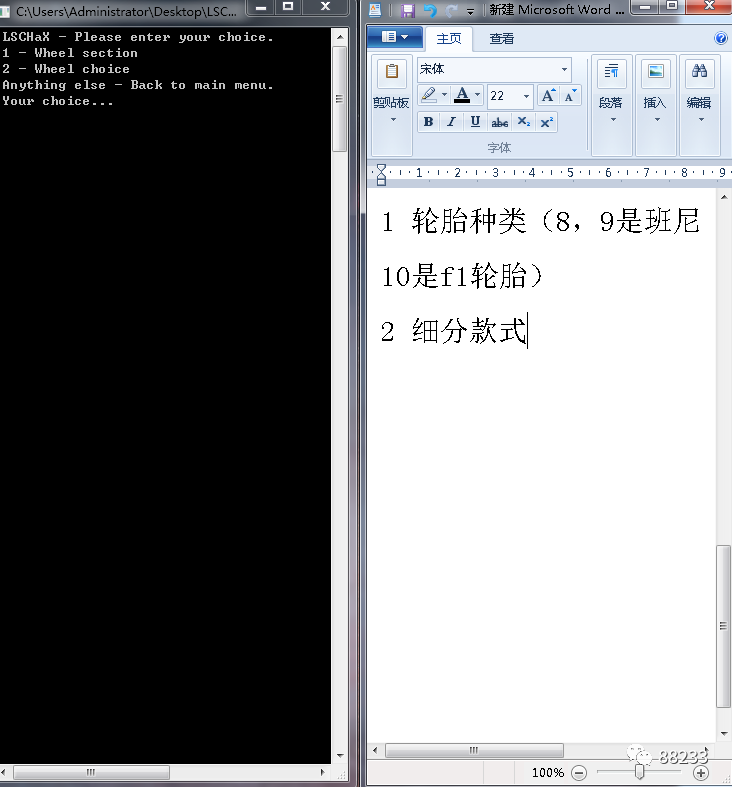 C:\Users\Administrator\Desktop\LSC...
LSCHaX - Please enter your choice.
1 - Wheel section
2 - Wheel choice
Anything else - Back to main menu.
Your choice...
新建 Microsoft Word ...
主页 查看
剪贴板
宋体
22
A A
B I U abc X₂ X²
字体
段落
插入
编辑
1 2 3 4 5 6 7 8 9
1 轮胎种类（8，9是班尼
10是f1轮胎）
2 细分款式
100%
88233